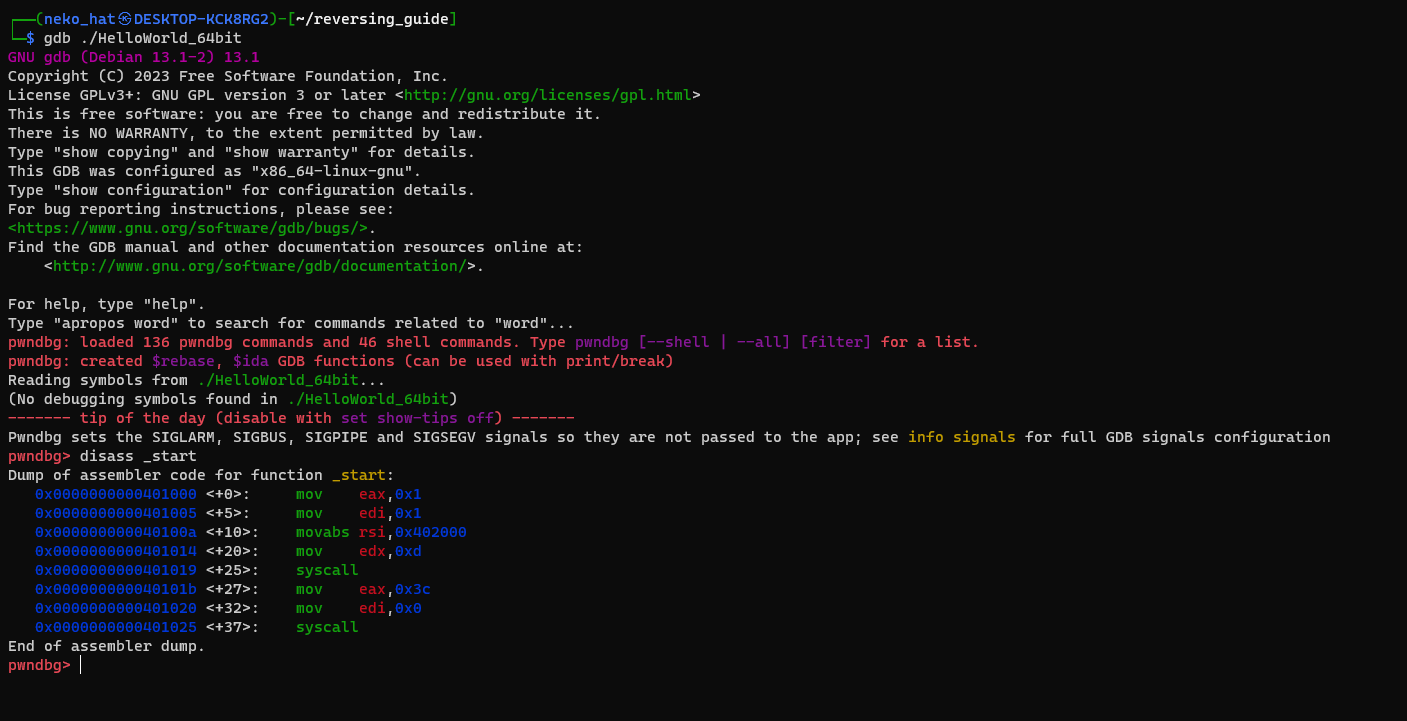 ┌──(neko_hat㉿DESKTOP-KCK8RG2)-[~/reversing_guide]
└─$ gdb ./HelloWorld_64bit
GNU gdb (Debian 13.1-2) 13.1
Copyright (C) 2023 Free Software Foundation, Inc.
License GPLv3+: GNU GPL version 3 or later <http://gnu.org/licenses/gpl.html>
This is free software: you are free to change and redistribute it.
There is NO WARRANTY, to the extent permitted by law.
Type "show copying" and "show warranty" for details.
This GDB was configured as "x86_64-linux-gnu".
Type "show configuration" for configuration details.
For bug reporting instructions, please see:
<https://www.gnu.org/software/gdb/bugs/>.
Find the GDB manual and other documentation resources online at:
    <http://www.gnu.org/software/gdb/documentation/>.

For help, type "help".
Type "apropos word" to search for commands related to "word"...
pwndbg: loaded 136 pwndbg commands and 46 shell commands. Type pwndbg [--shell | --all] [filter] for a list.
pwndbg: created $rebase, $ida GDB functions (can be used with print/break)
Reading symbols from ./HelloWorld_64bit...
(No debugging symbols found in ./HelloWorld_64bit)
------- tip of the day (disable with set show-tips off) -------
Pwndbg sets the SIGLARM, SIGBUS, SIGPIPE and SIGSEGV signals so they are not passed to the app; see info signals for full GDB signals configuration
pwndbg> disass _start
Dump of assembler code for function _start:
   0x0000000000401000 <+0>:     mov    eax,0x1
   0x0000000000401005 <+5>:     mov    edi,0x1
   0x000000000040100a <+10>:    movabs rsi,0x402000
   0x0000000000401014 <+20>:    mov    edx,0xd
   0x0000000000401019 <+25>:    syscall
   0x000000000040101b <+27>:    mov    eax,0x3c
   0x0000000000401020 <+32>:    mov    edi,0x0
   0x0000000000401025 <+37>:    syscall
End of assembler dump.
pwndbg>